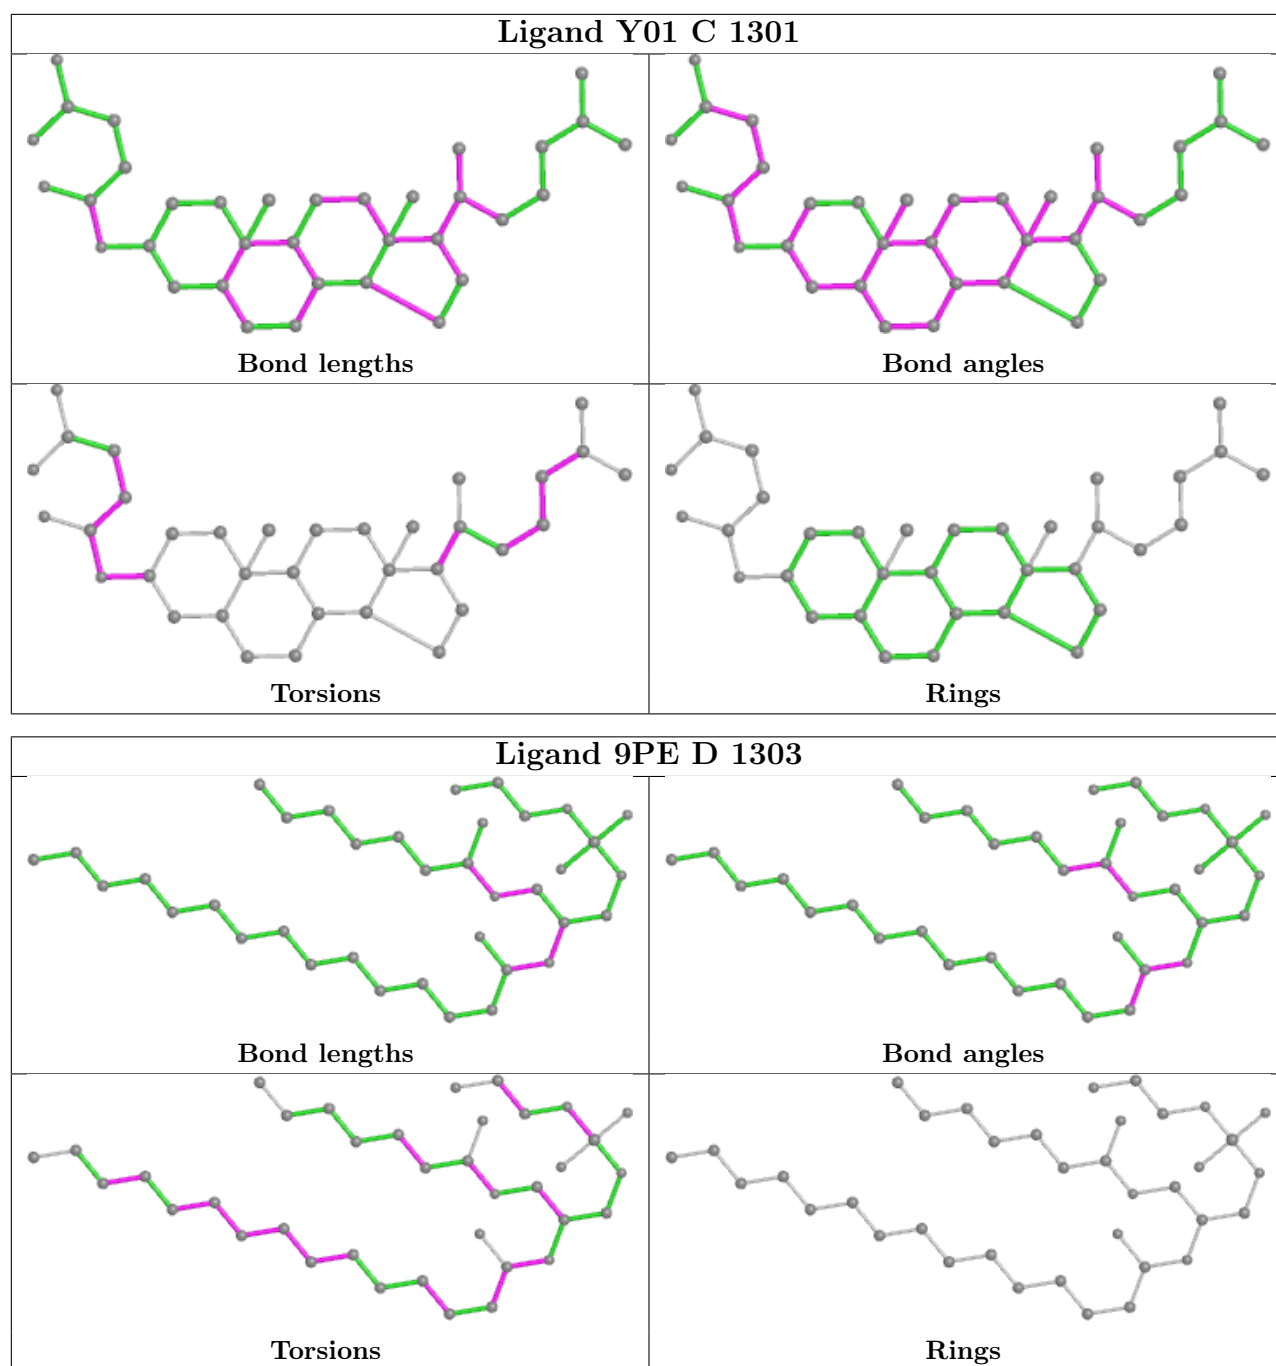 Ligand Y01 C 1301
Bond lengths
Bond angles
Torsions
Rings
Ligand 9PE D 1303
Bond lengths
Bond angles
Torsions
Rings